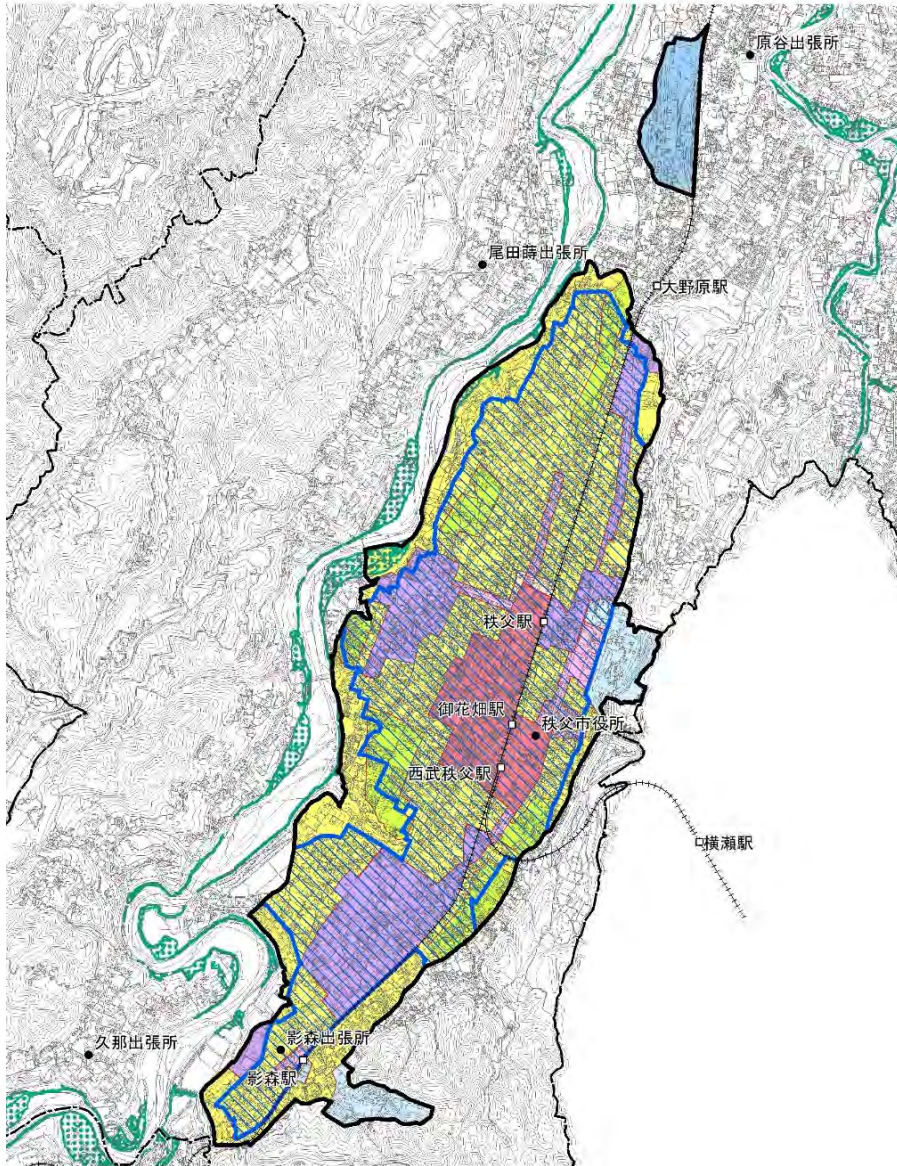 原谷出張所
尾田蒔出張所
大野原駅
秩父駅
御花畑駅
秩父市役所
西武秩父駅
横瀬駅
久那出張所
影森出張所
影森駅